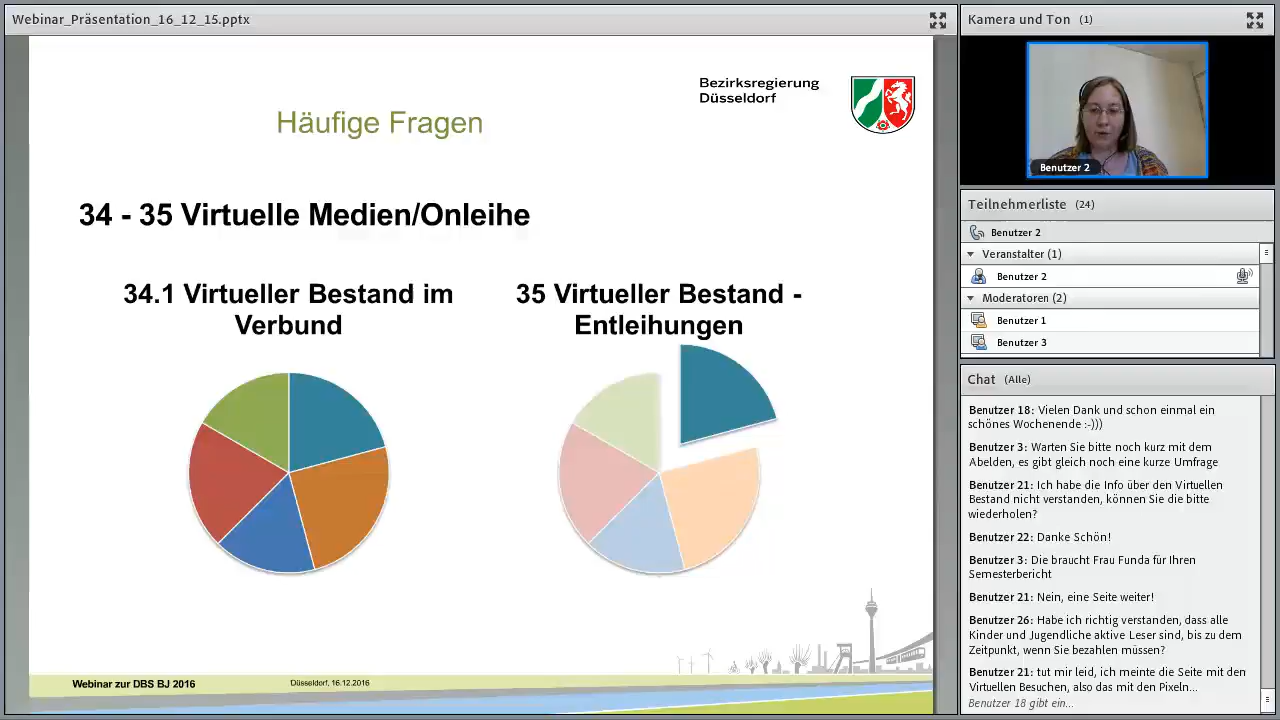 Webinar_Präsentation_16_12_15.pptx
Bezirksregierung
Düsseldorf
Häufige Fragen
34 - 35 Virtuelle Medien/Onleihe
34.1 Virtueller Bestand im
Verbund
35 Virtueller Bestand -
Entleihungen
Webinar zur DBS BJ 2016
Düsseldorf, 16.12.2016
Kamera und Ton (1)
Benutzer 2
Teilnehmerliste (24)
Benutzer 2
Veranstalter (1)
Benutzer 2
Moderatoren (2)
Benutzer 1
Benutzer 3
Chat (Alle)
Benutzer 18: Vielen Dank und schon einmal ein
schönes Wochenende :-)))
Benutzer 3: Warten Sie bitte noch kurz mit dem
Abelden, es gibt gleich noch eine kurze Umfrage
Benutzer 21: Ich habe die Info über den Virtuellen
Bestand nicht verstanden, können Sie die bitte
wiederholen?
Benutzer 22: Danke Schön!
Benutzer 3: Die braucht Frau Funda für Ihren
Semesterbericht
Benutzer 21: Nein, eine Seite weiter!
Benutzer 26: Habe ich richtig verstanden, dass alle
Kinder und Jugendliche aktive Leser sind, bis zu dem
Zeitpunkt, wenn Sie bezahlen müssen?
Benutzer 21: tut mir leid, ich meinte die Seite mit den
Virtuellen Besuchen, also das mit den Pixeln...
Benutzer 18 gibt ein...